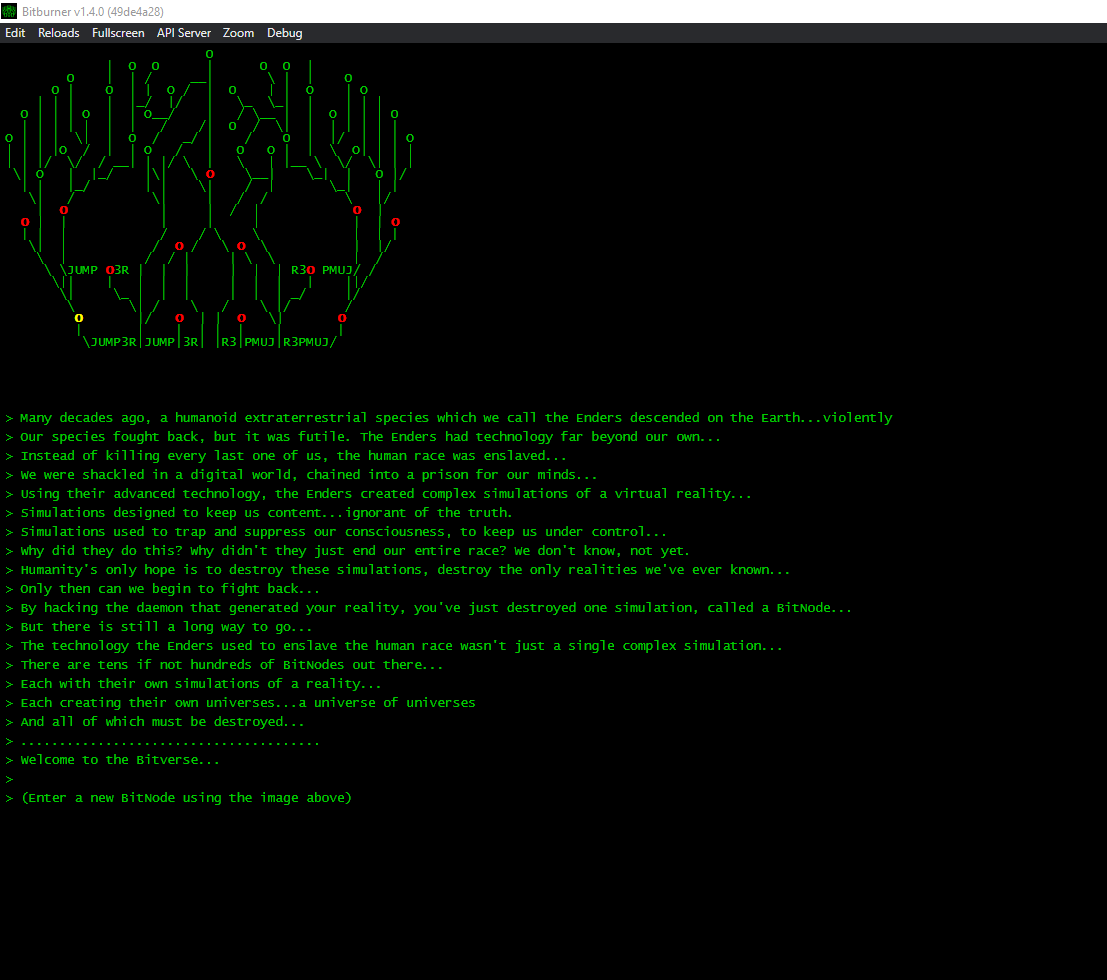 Bitburner v1.4.0 (49de4a28)
Edit Reloads Fullscreen API Server Zoom Debug
JUMP O3R R3O PMUJ
JUMP3R JUMP 3R R3 PMUJ R3PMUJ
> Many decades ago, a humanoid extraterrestrial species which we call the Enders descended on the Earth...violently
> Our species fought back, but it was futile. The Enders had technology far beyond our own...
> Instead of killing every last one of us, the human race was enslaved...
> We were shackled in a digital world, chained into a prison for our minds...
> Using their advanced technology, the Enders created complex simulations of a virtual reality...
> Simulations designed to keep us content...ignorant of the truth.
> Simulations used to trap and suppress our consciousness, to keep us under control...
> Why did they do this? Why didn't they just end our entire race? We don't know, not yet.
> Humanity's only hope is to destroy these simulations, destroy the only realities we've ever known...
> Only then can we begin to fight back...
> By hacking the daemon that generated your reality, you've just destroyed one simulation, called a BitNode...
> But there is still a long way to go...
> The technology the Enders used to enslave the human race wasn't just a single complex simulation...
> There are tens if not hundreds of BitNodes out there...
> Each with their own simulations of a reality...
> Each creating their own universes...a universe of universes
> And all of which must be destroyed...
> .......................................
> Welcome to the Bitverse...
>
> (Enter a new BitNode using the image above)